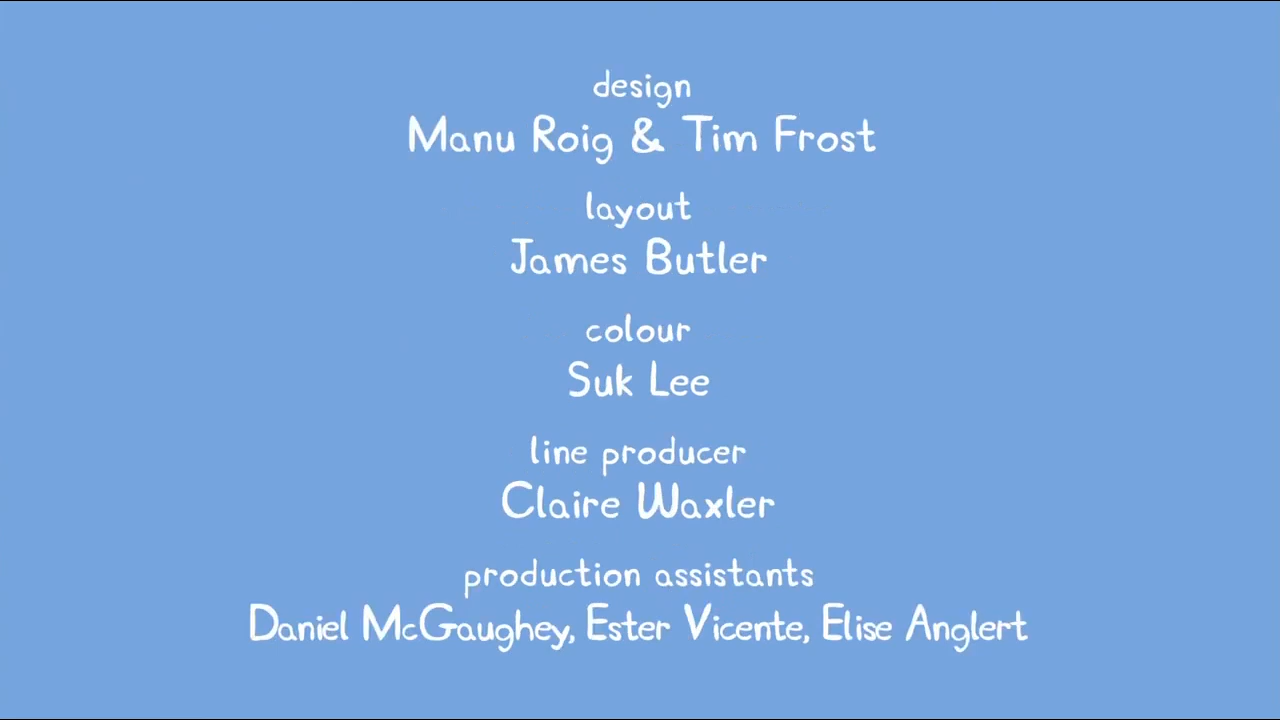 design
Manu Roig & Tim Frost
layout
James Butler
colour
Suk Lee
line producer
Claire Waxler
production assistants
Daniel McGaughey, Ester Vicente, Elise Anglert